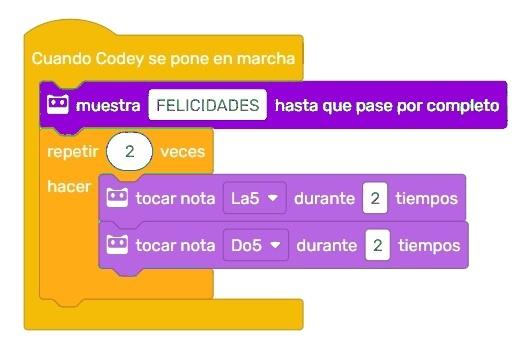 Cuando Codey se pone en marcha
muestra FELICIDADES hasta que pase por completo
repetir 2 veces
hacer tocar nota La5 durante 2 tiempos
tocar nota Do5 durante 2 tiempos